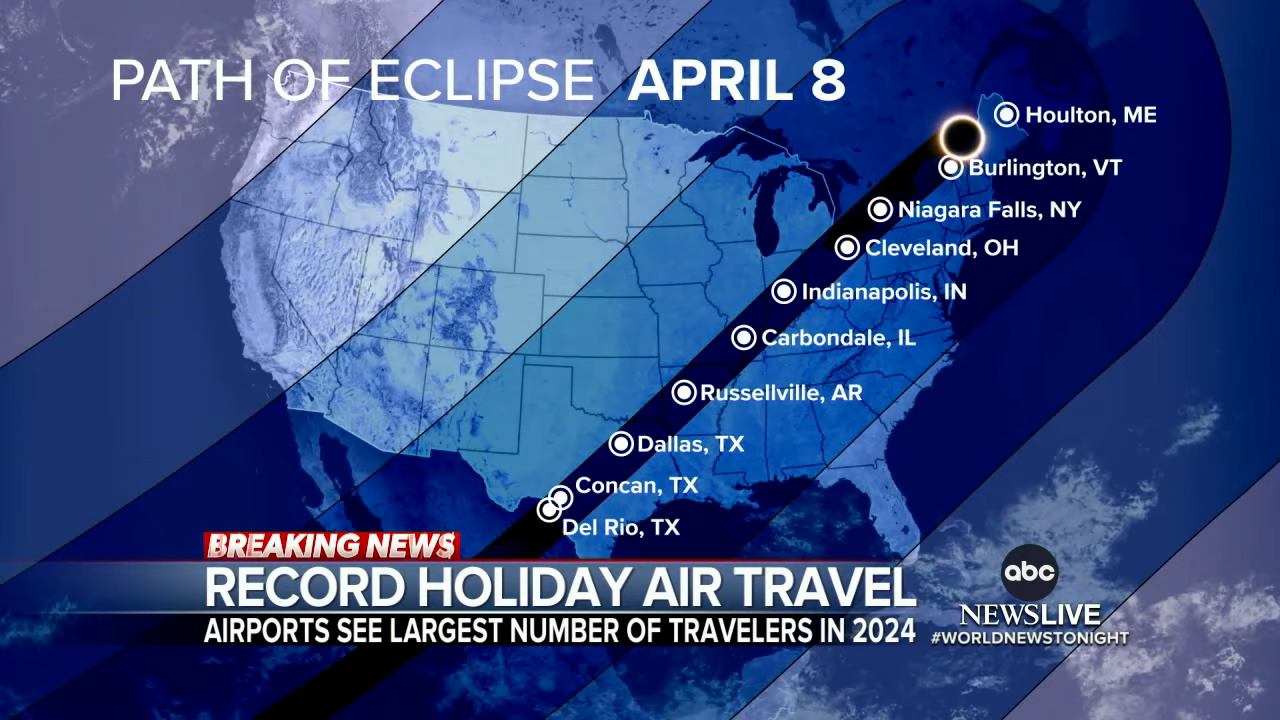 PATH OF ECLIPSE APRIL 8
Houlton, ME
Burlington, VT
Niagara Falls, NY
Cleveland, OH
Indianapolis, IN
Carbondale, IL
Russellville, AR
Dallas, TX
Concan, TX
Del Rio, TX
BREAKING NEWS
RECORD HOLIDAY AIR TRAVEL
AIRPORTS SEE LARGEST NUMBER OF TRAVELERS IN 2024
abc
NEWSLIVE
#WORLDNEWSTONIGHT